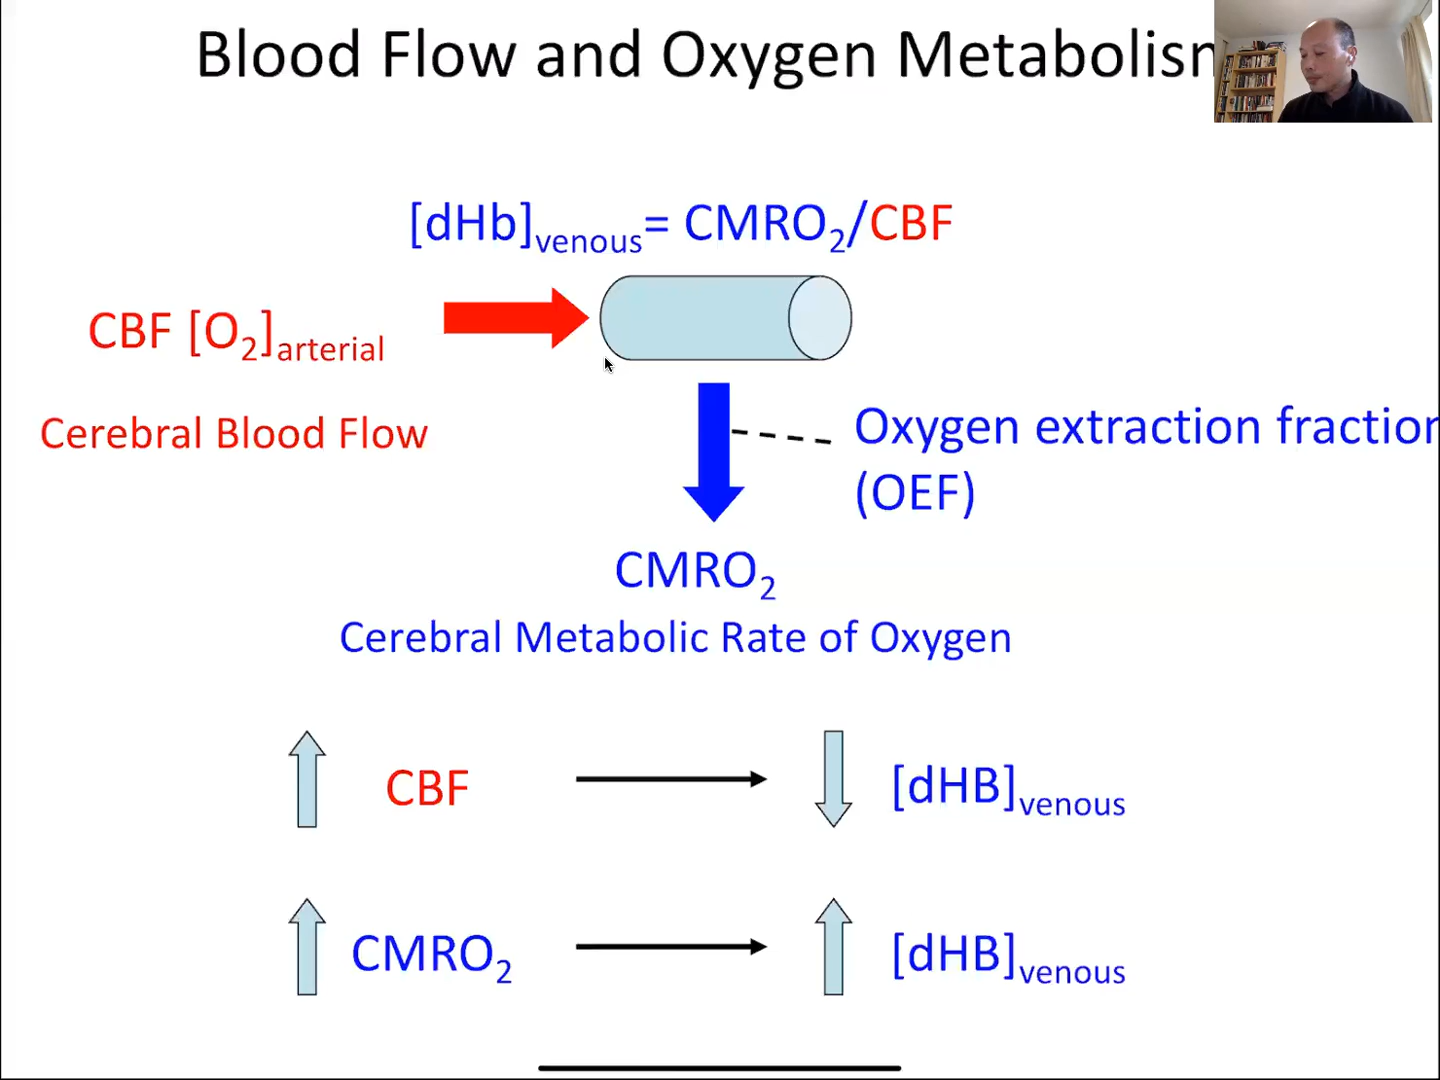 Blood Flow and Oxygen Metabolism
[dHb]venous= CMRO2/CBF
CBF [O2]arterial
Cerebral Blood Flow
Oxygen extraction fraction
(OEF)
CMRO2
Cerebral Metabolic Rate of Oxygen
CBF
[dHB]venous
CMRO2
[dHB]venous